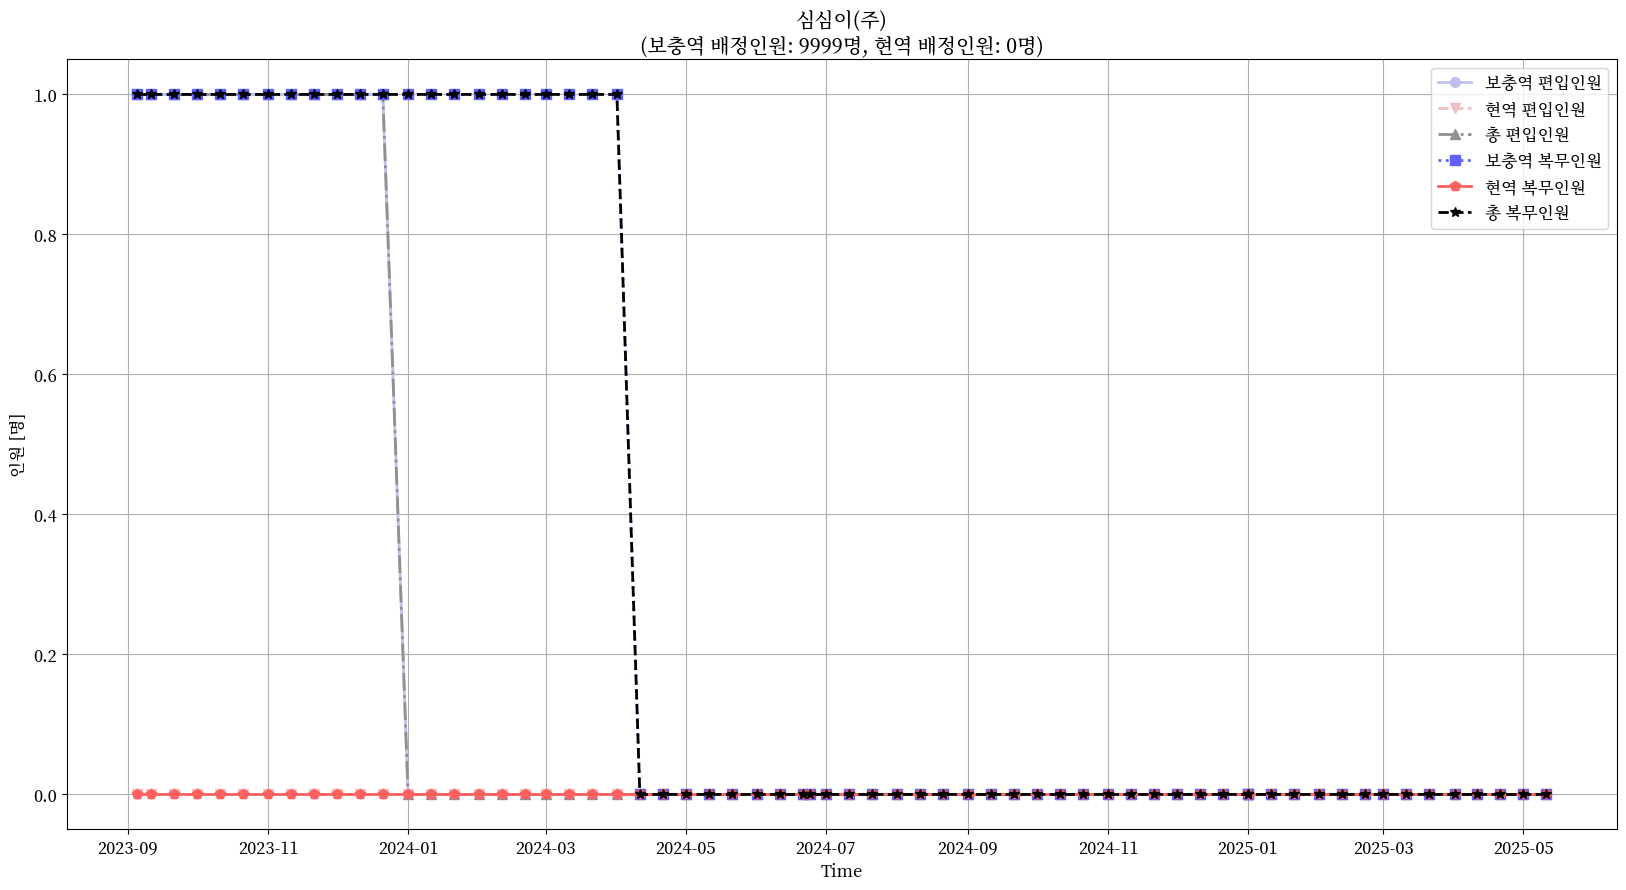 심심이(주)
(보충역 배정인원: 9999명, 현역 배정인원: 0명)
보충역 편입인원
현역 편입인원
총 편입인원
보충역 복무인원
현역 복무인원
총 복무인원
인원 [명]
1.0
0.8
0.6
0.4
0.2
0.0
2023-09 2023-11 2024-01 2024-03 2024-05 2024-07 2024-09 2024-11 2025-01 2025-03 2025-05
Time